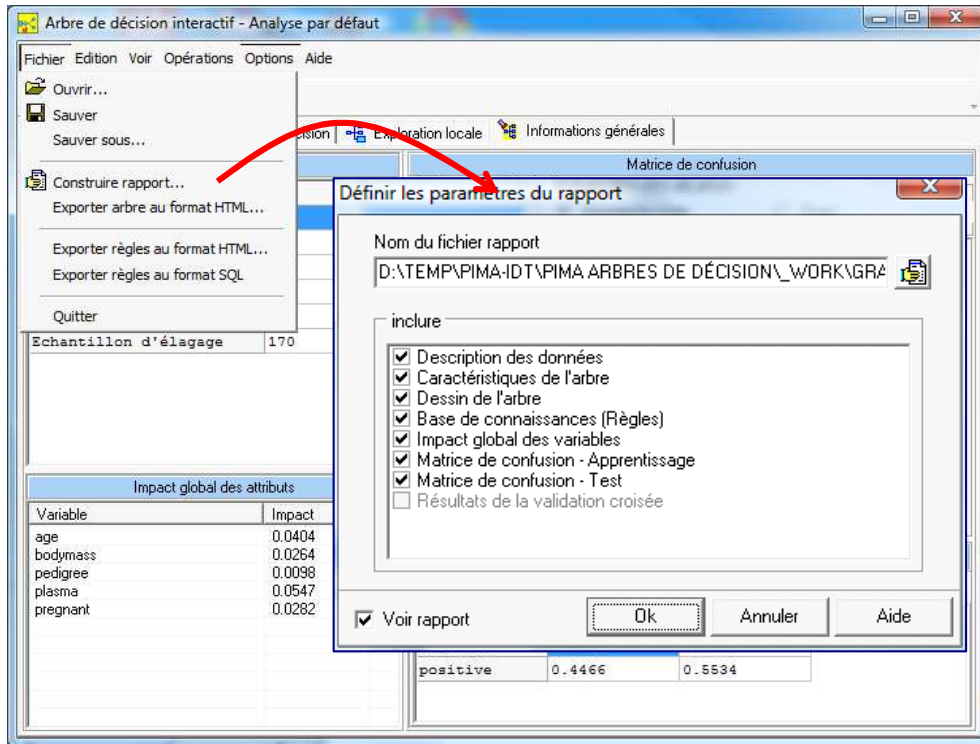 Arbre de décision interactif - Analyse par défaut
Fichier Edition Voir Opérations Options Aide
Ouvrir...
Sauver
Sauver sous...
Construire rapport...
Exporter arbre au format HTML...
Exporter règles au format HTML...
Exporter règles au format SQL
Quitter
Exploration locale
Informations générales
Matrice de confusion
Echantillon d'élagage 170
Impact global des attributs
Variable Impact
age 0.0404
bodymass 0.0264
pedigree 0.0098
plasma 0.0547
pregnant 0.0282
Définir les paramètres du rapport
Nom du fichier rapport
D:\TEMP\PIMA-IDT\PIMA ARBRES DE DÉCISION\_WORK\GRA
inclure
Description des données
Caractéristiques de l'arbre
Dessin de l'arbre
Base de connaissances (Règles)
Impact global des variables
Matrice de confusion - Apprentissage
Matrice de confusion - Test
Résultats de la validation croisée
Voir rapport
Ok
Annuler
Aide
positive 0.4466 0.5534